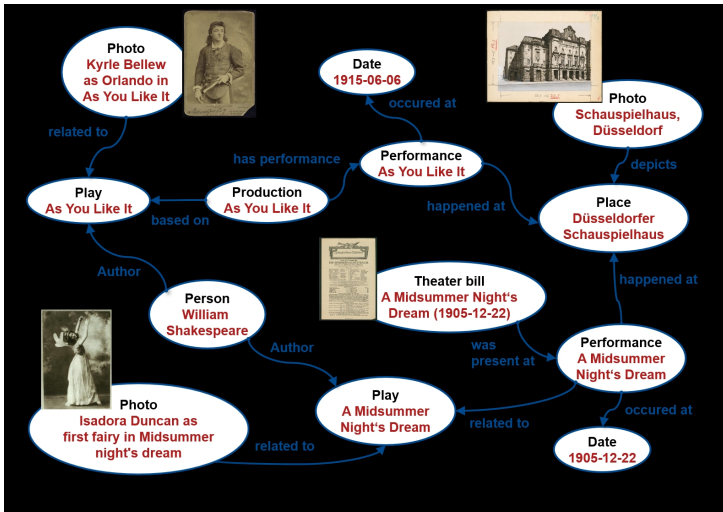 Photo
Kyrle Bellew
as Orlando in
As You Like It
Date
1915-06-06
Photo
Schauspielhaus,
Düsseldorf
related to
occured at
has performance
Performance
As You Like It
depicts
Play
As You Like It
based on
Production
As You Like It
happened at
Place
Düsseldorfer
Schauspielhaus
Author
Person
William
Shakespeare
Theater bill
A Midsummer Night‘s
Dream (1905-12-22)
happened at
Author
was
present at
Performance
A Midsummer
Night‘s Dream
Photo
Isadora Duncan as
first fairy in Midsummer
night's dream
related to
Play
A Midsummer
Night‘s Dream
related to
occured at
Date
1905-12-22